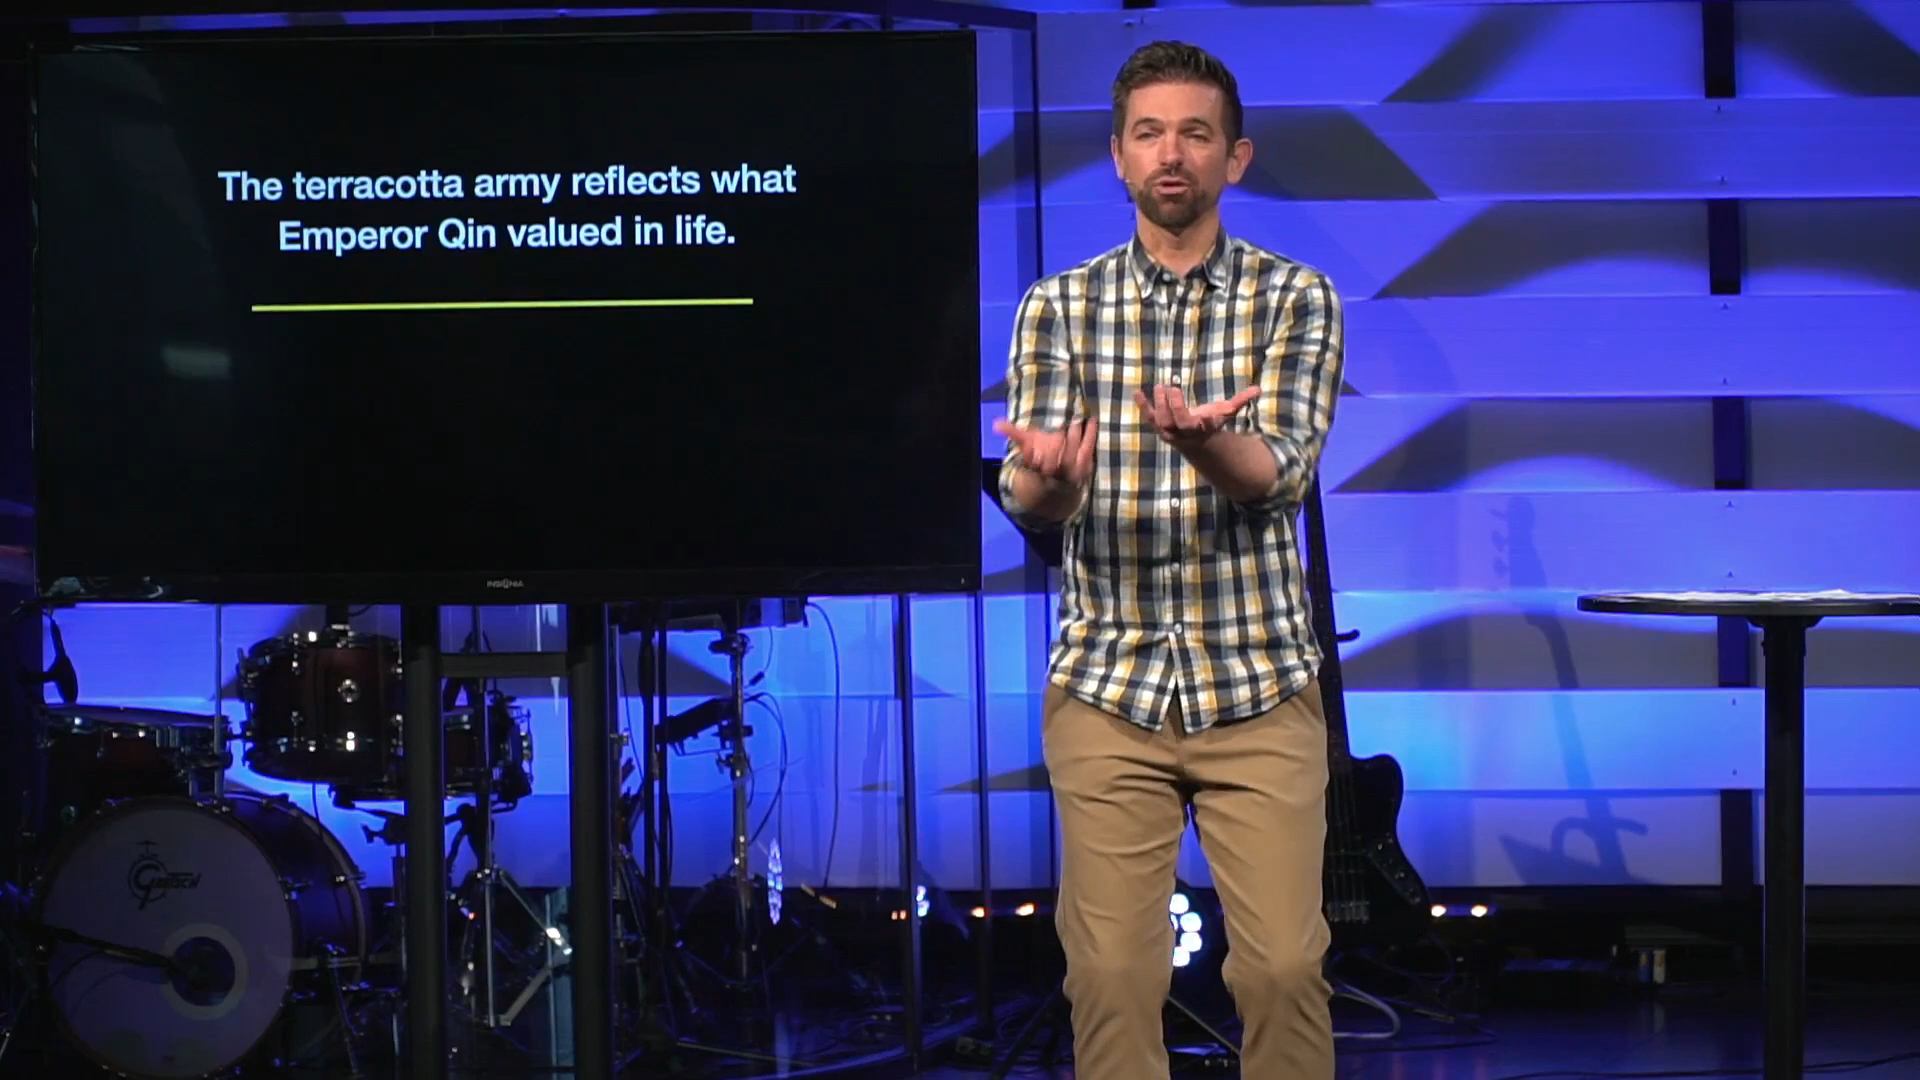 The terracotta army reflects what
Emperor Qin valued in life.
INSIGNIA
Gretsch